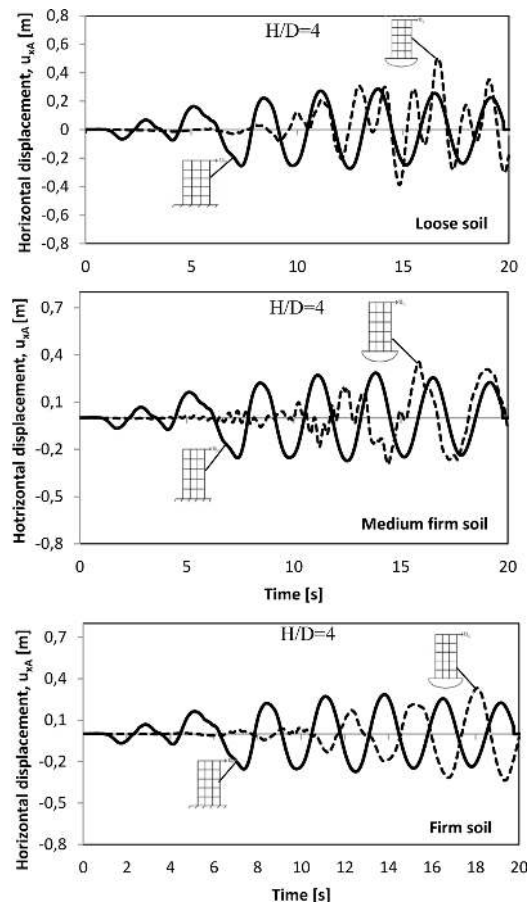 H/D=4
Horizontal displacement, uxA [m]
0,8
0,6
0,4
0,2
0
-0,2
-0,4
-0,6
-0,8
Loose soil
0 5 10 15 20
H/D=4
Hotrizontal displacement, uxA [m]
0,7
0,4
0,1
-0,2
-0,5
-0,8
Medium firm soil
0 5 10 15 20
Time [s]
H/D=4
Horizontal displacement, uxA [m]
0,7
0,4
0,1
-0,2
-0,5
-0,8
Firm soil
0 2 4 6 8 10 12 14 16 18 20
Time [s]